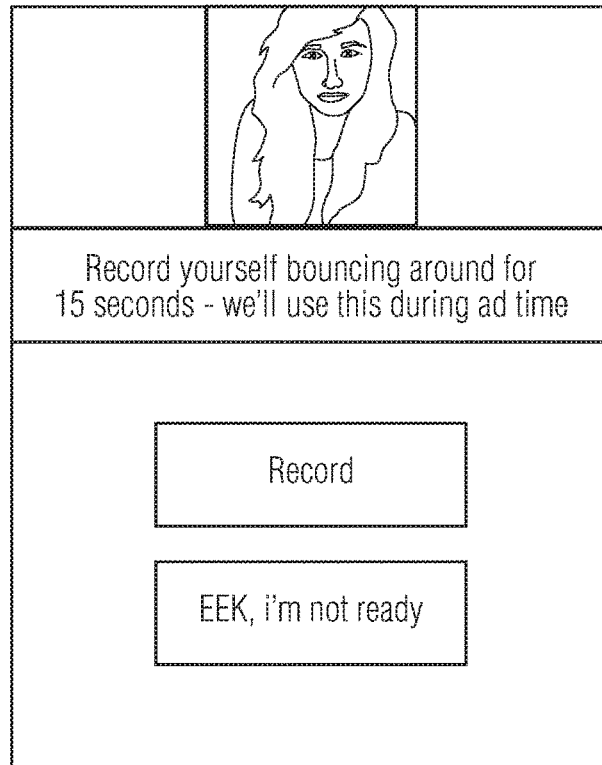 Record yourself bouncing around for
15 seconds - we'll use this during ad time
Record
EEK, i'm not ready